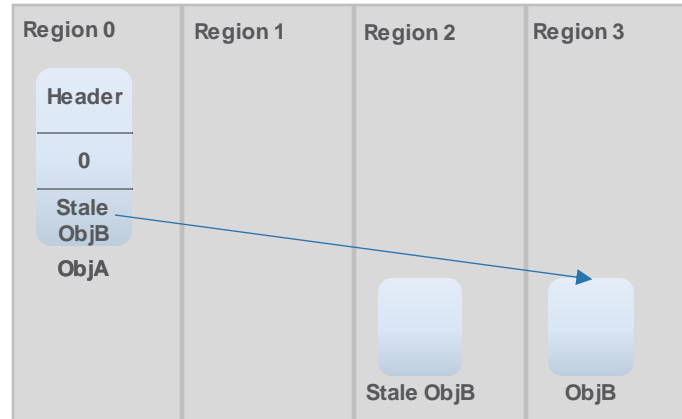 Region 0
Region 1
Region 2
Region 3
Header
0
Stale
ObjB
ObjA
Stale ObjB
ObjB